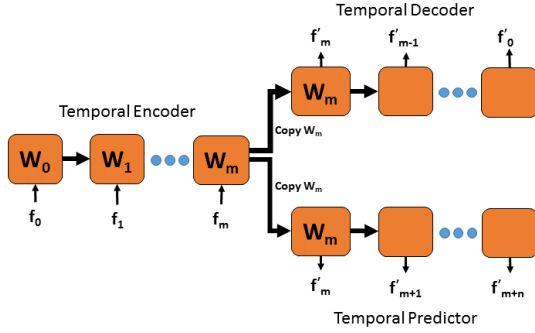 Temporal Decoder
f'm f'm-1 f'0
Wm
Temporal Encoder
Copy Wm
W0 W1 Wm
Copy Wm
f0 f1 fm
Wm
f'm f'm+1 f'm+n
Temporal Predictor